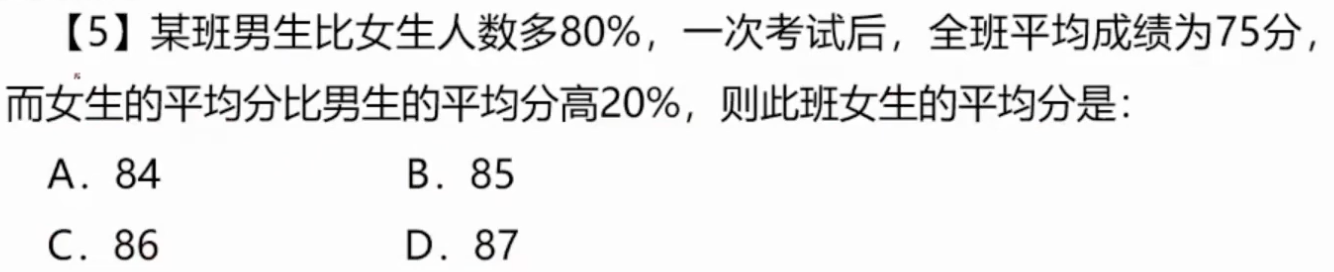 【5】某班男生比女生人数多80%，一次考试后，全班平均成绩为75分，
而女生的平均分比男生的平均分高20%，则此班女生的平均分是：
A．84 B．85
C．86 D．87